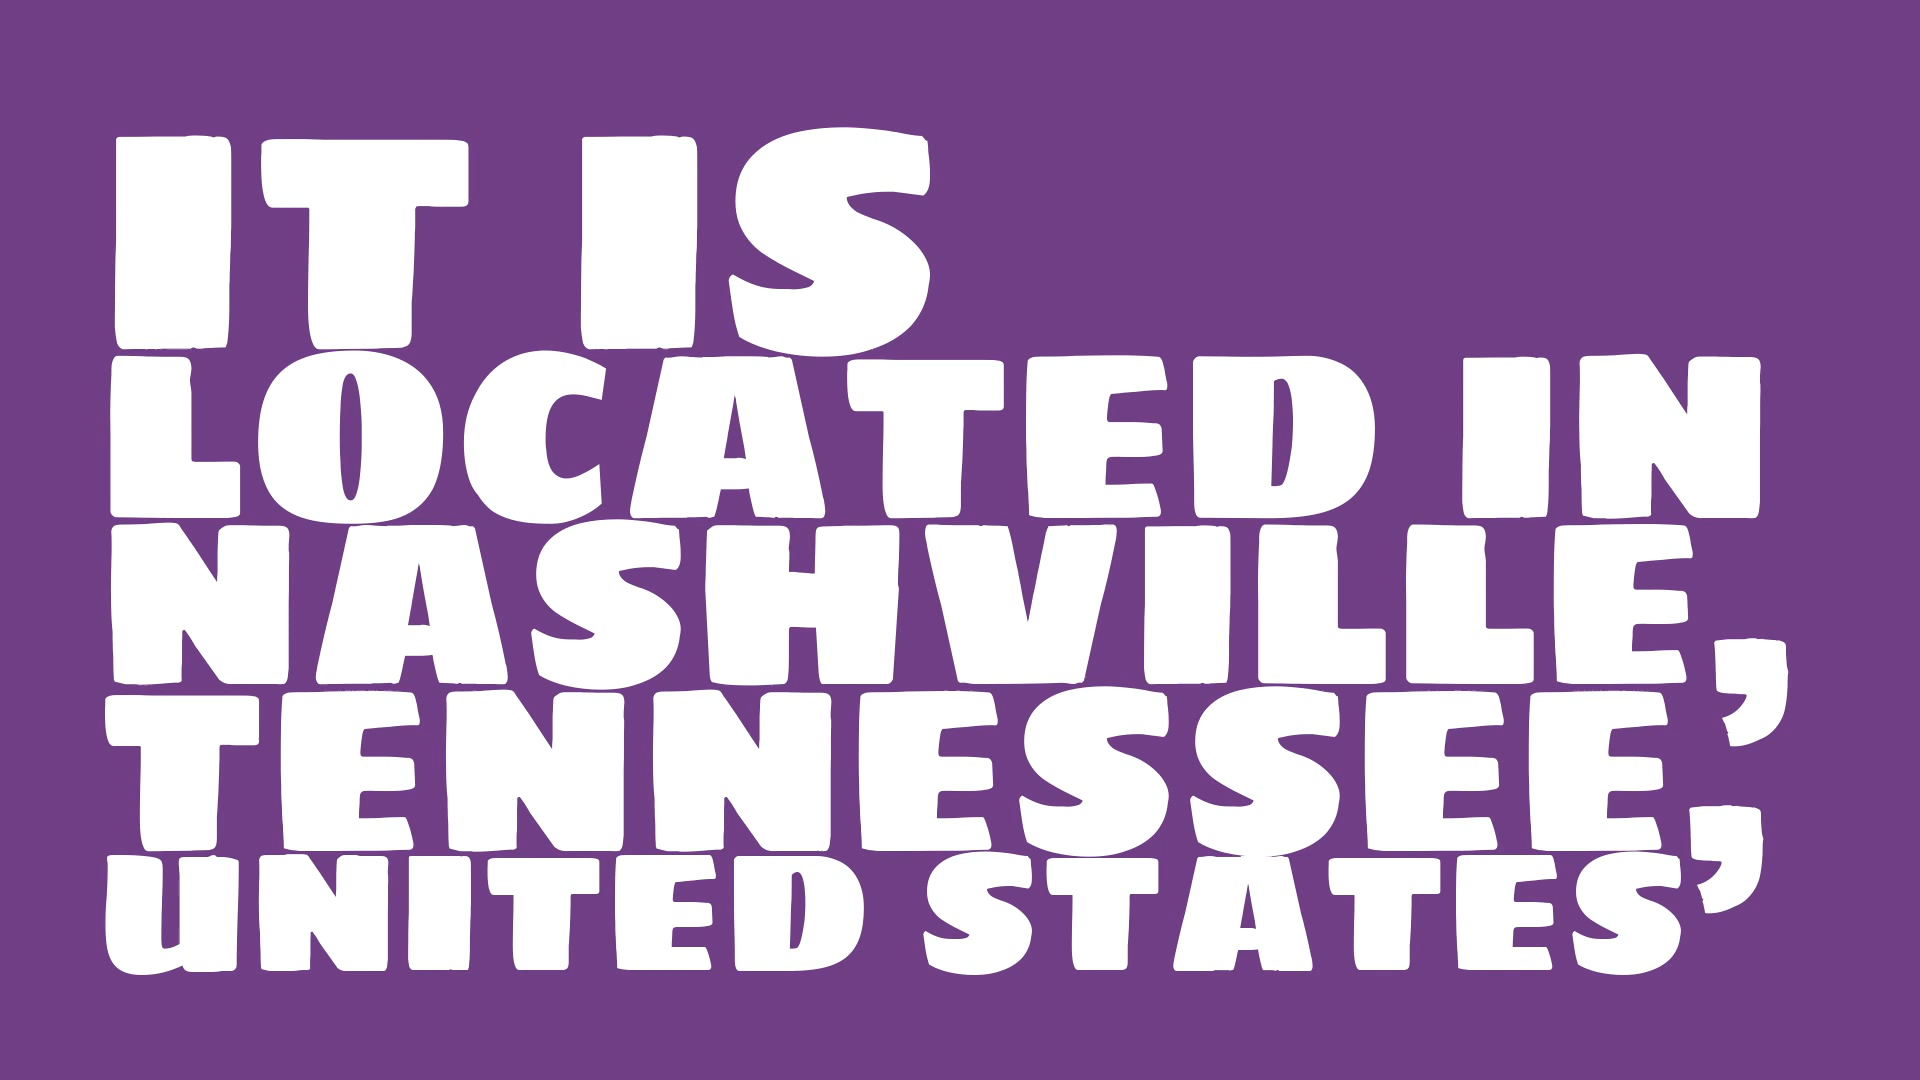 IT IS
LOCATED IN
NASHVILLE,
TENNESSEE,
UNITED STATES